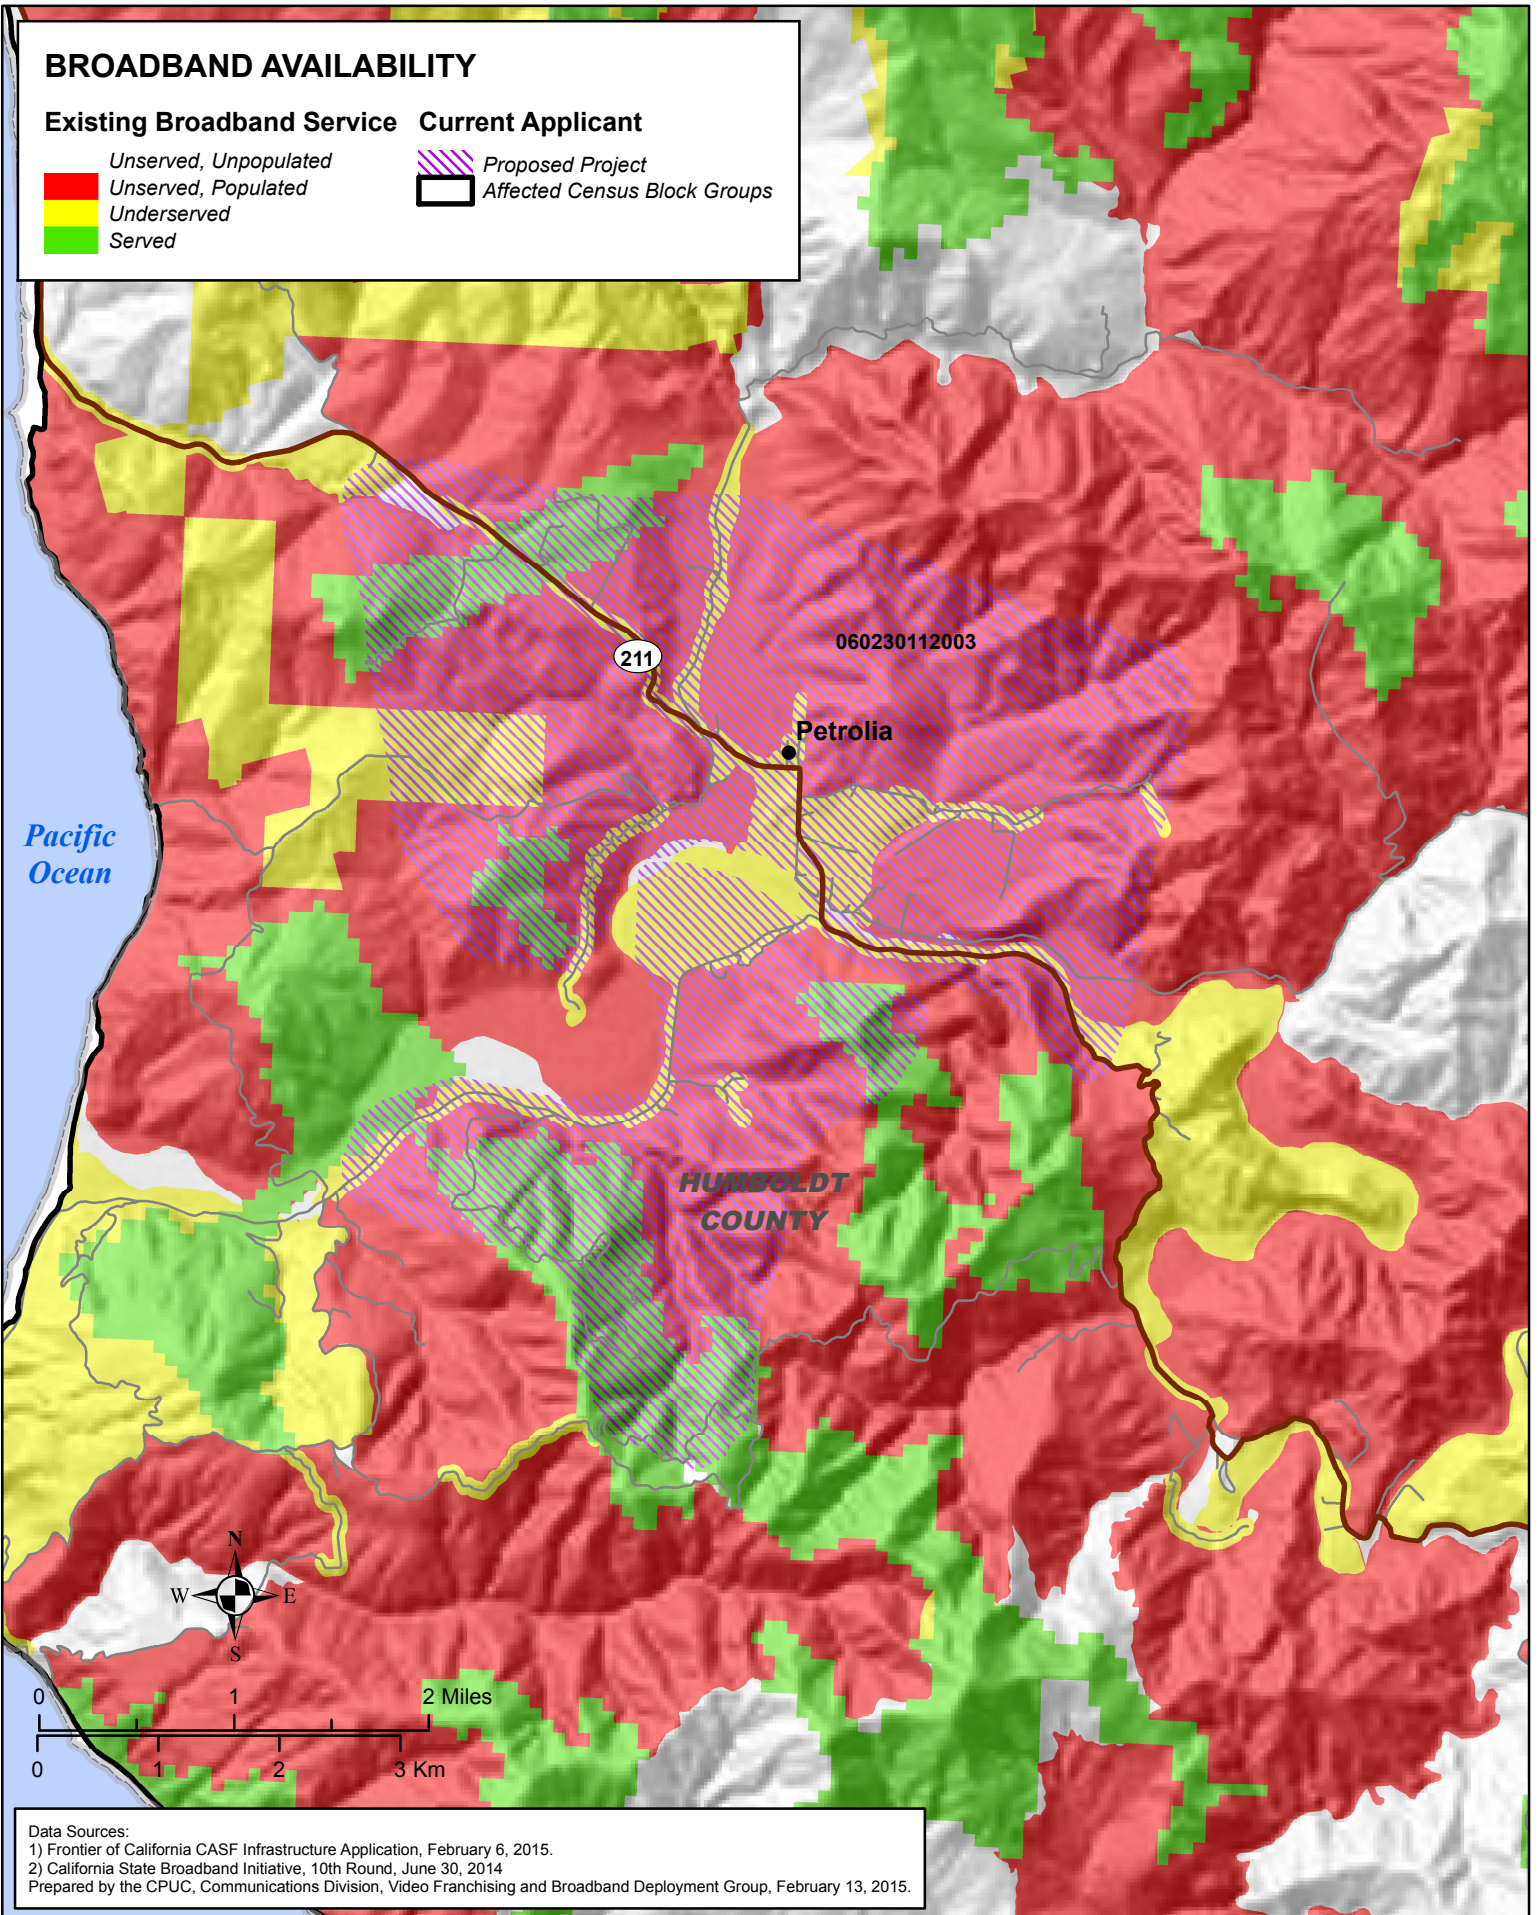 BROADBAND AVAILABILITY
Existing Broadband Service
Unserved, Unpopulated
Unserved, Populated
Underserved
Served
Current Applicant
Proposed Project
Affected Census Block Groups
211
060230112003
Petrolia
Pacific
Ocean
HUMBOLDT
COUNTY
N
W E
S
0 1 2 Miles
0 1 2 3 Km
Data Sources:
1) Frontier of California CASF Infrastructure Application, February 6, 2015.
2) California State Broadband Initiative, 10th Round, June 30, 2014
Prepared by the CPUC, Communications Division, Video Franchising and Broadband Deployment Group, February 13, 2015.